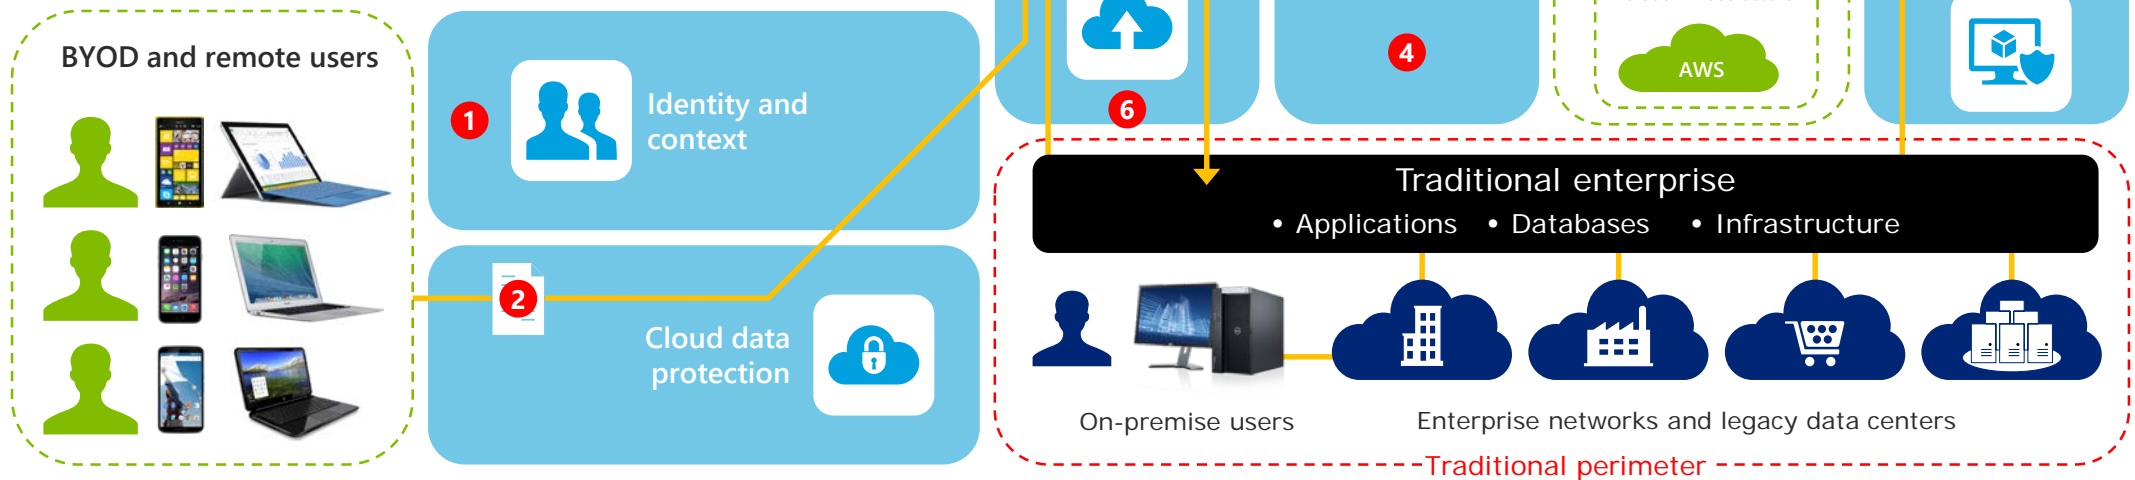 BYOD and remote users
1
Identity and
context
2
Cloud data
protection
6
4
AWS
Traditional enterprise
• Applications • Databases • Infrastructure
On-premise users
Enterprise networks and legacy data centers
Traditional perimeter